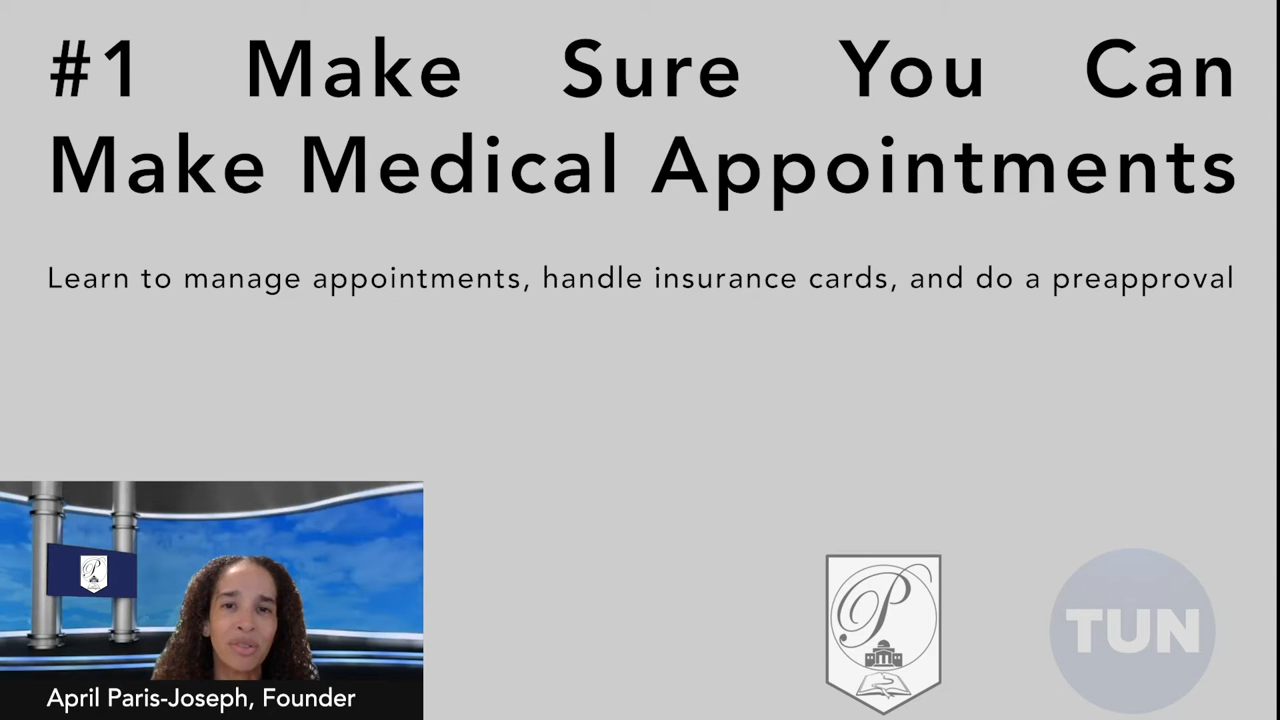 #1 Make Sure You Can
Make Medical Appointments
Learn to manage appointments, handle insurance cards, and do a preapproval
P
P
TUN
April Paris-Joseph, Founder